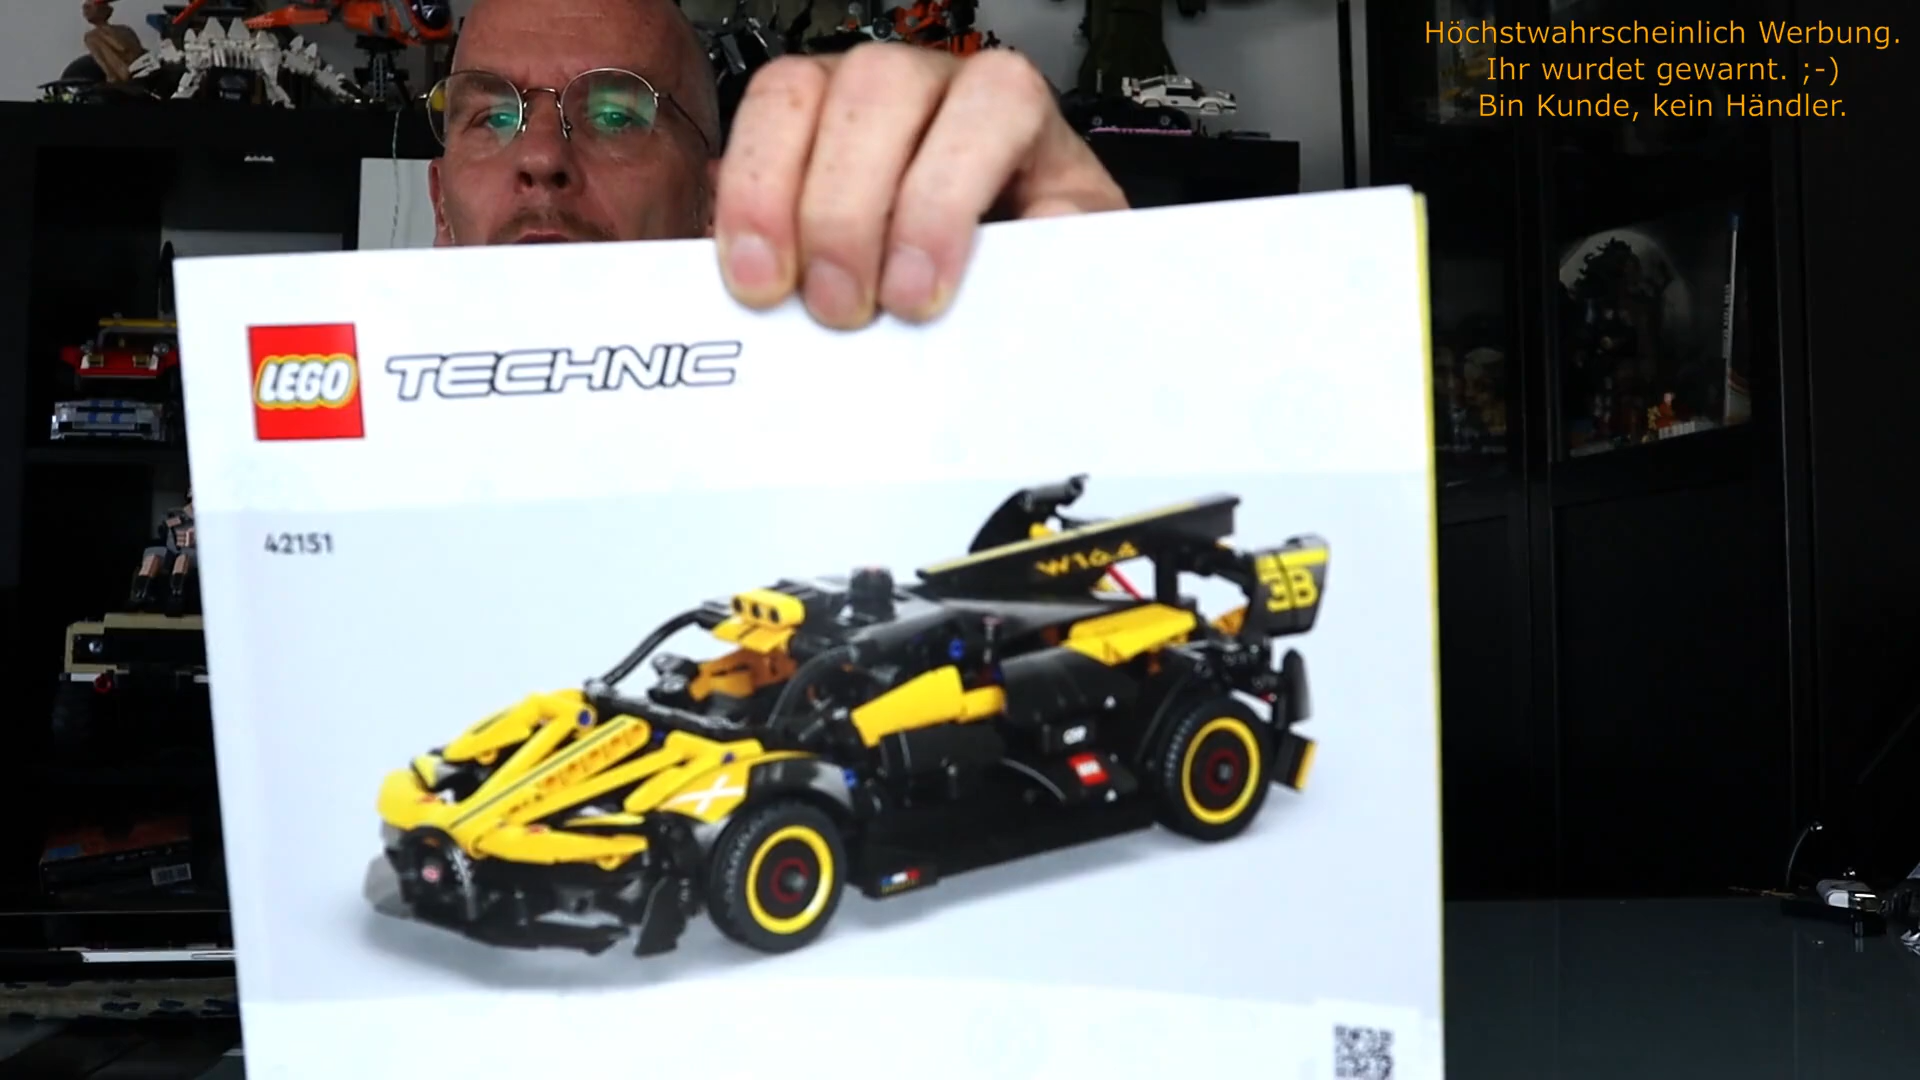 Höchstwahrscheinlich Werbung.
Ihr wurdet gewarnt. ;-)
Bin Kunde, kein Händler.
LEGO TECHNIC
42151
W16.4
38